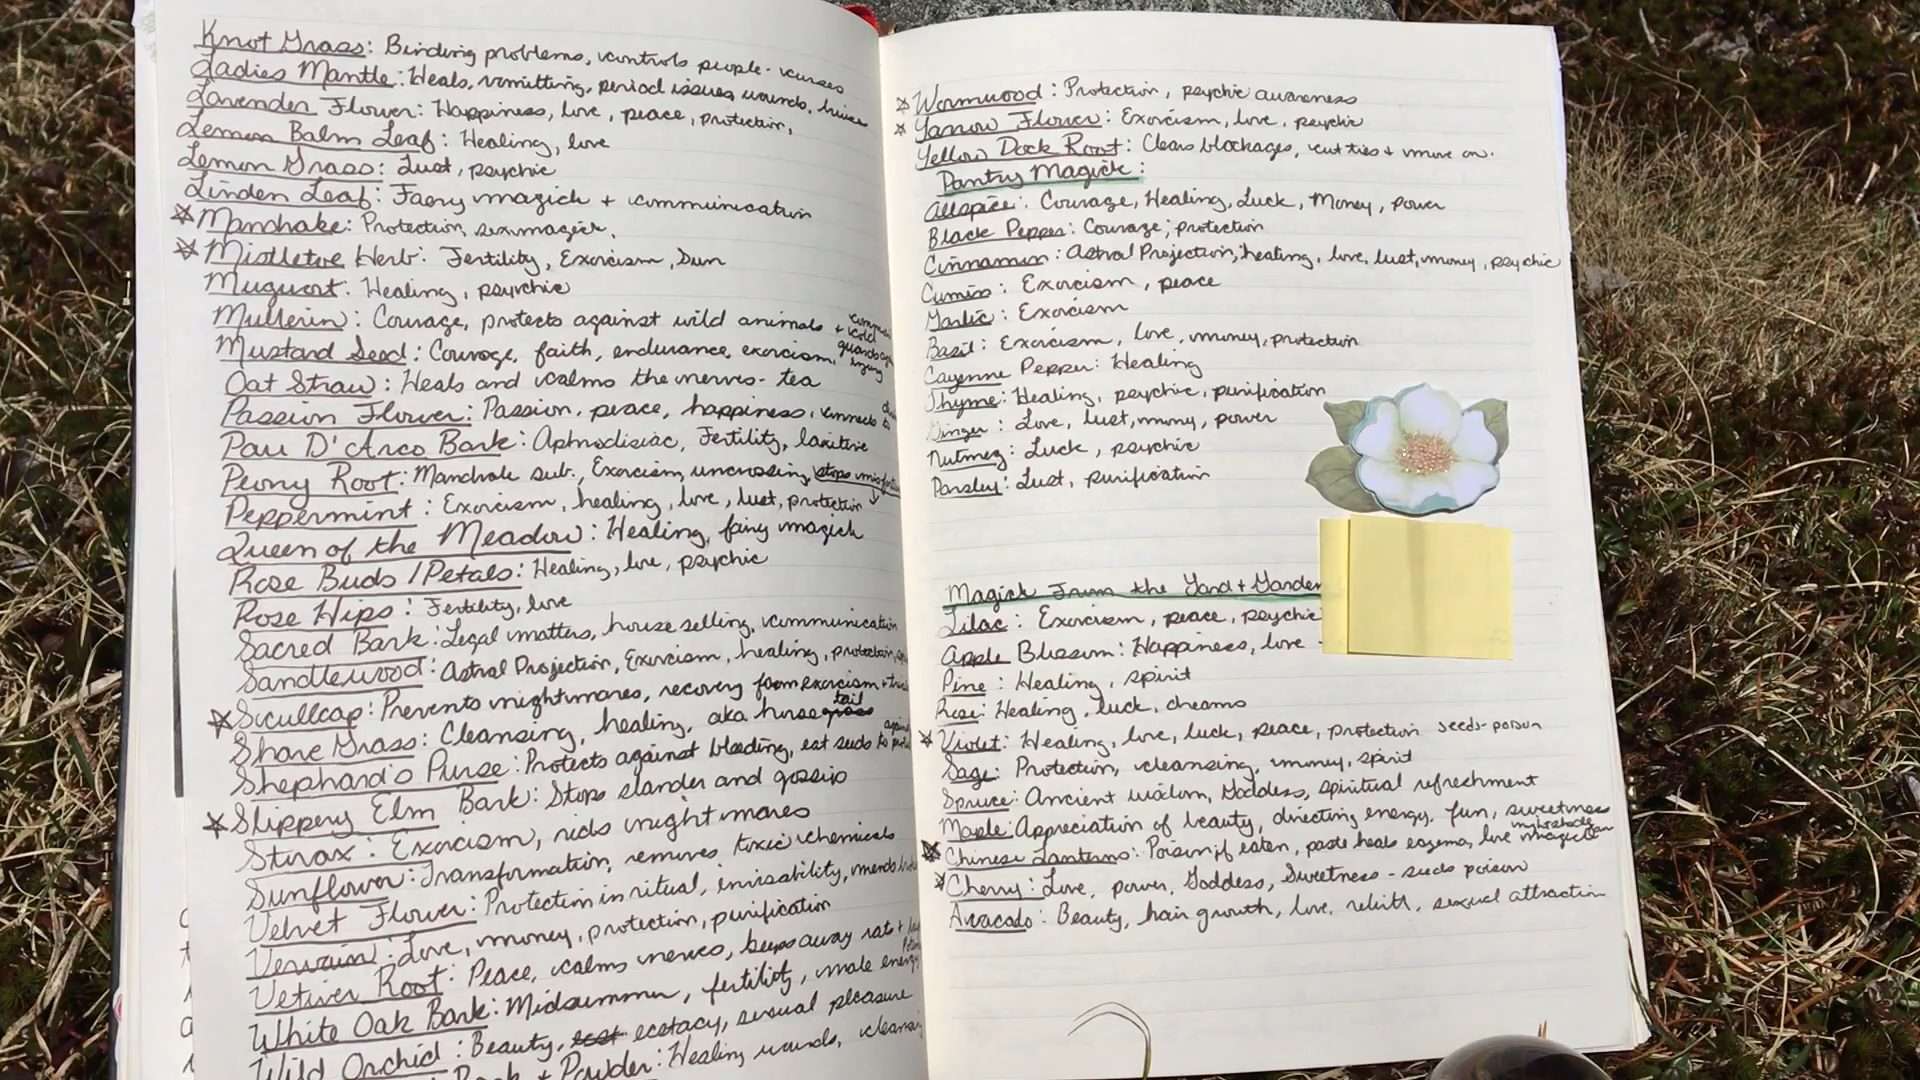 Knot Grass: Binding problems, controls people - curses
Ladies Mantle: Heals, vomitting, period issues, wounds,
Lavender Flower: Happiness, love, peace, protection,
Lemon Balm Leaf: Healing, love
Lemon Grass: Lust, psychic
Linden Leaf: Faery magick + communication
Mandrake: Protection, sex magick,
Mistletoe Herb: Fertility, Exorcism,
Mugwort: Healing, psychic
Mullein: Courage, protects against wild animals +
Mustard Seed: Courage, faith, endurance, exorcism,
Oat Straw: Heals and calms the nerves - tea
Passion Flower: Passion, peace, happiness, connects to
Pau D'Arco Bark: Aphrodisiac, Fertility, laxitive
Peony Root: Mandrake sub., Exorcism, uncrossing, stops
Peppermint: Exorcism, healing, love, lust, protection
Queen of the Meadow: Healing, fairy magick
Rose Buds / Petals: Healing, love, psychic
Rose Hips: Fertility, love
Sacred Bark: Legal matters, house selling, communication
Sandlewood: Astral Projection, Exorcism, healing, protection,
Scullcap: Prevents nightmares, recovery from exorcism +
Shave Grass: Cleansing, healing, aka horse tail
Shephard's Purse: Protects against bleeding, eat seeds to
Slippery Elm Bark: Stops slander and gossip
Storax: Exorcism, rids nightmares
Sunflower: Transformation, removes toxic chemicals
Velvet Flower: Protection in ritual, invisability, mends
Vervain: Love, money, protection, purification
Vetiver Root: Peace, calms nerves, keeps away rats +
White Oak Bark: Midsummer, fertility, male energy
Wild Orchid: Beauty, ecstacy, sexual pleasure
+ Powder: Healing wounds,
Wormwood: Protection, psychic awareness
Yarrow Flower: Exorcism, love, psychic
Yellow Dock Root: Clears blockages, cut ties + move on.
Pantry Magick:
Allspice: Courage, Healing, Luck, Money, power
Black Pepper: Courage, protection
Cinnamon: Astral Projection, healing, love, lust, money, psychic
Cumin: Exorcism, peace
Garlic: Exorcism
Basil: Exorcism, love, money, protection
Cayenne Pepper: Healing
Thyme: Healing, psychic, purification
Ginger: Love, lust, money, power
Nutmeg: Luck, psychic
Parsley: Lust, purification
Magick From the Yard + Garden
Lilac: Exorcism, peace, psychic
Apple Blossom: Happiness, love
Pine: Healing, spirit
Rose: Healing, luck, dreams
Violet: Healing, love, luck, peace, protection seeds-poison
Sage: Protection, cleansing, money, spirit
Spruce: Ancient wisdom, Goddess, spiritual refreshment
Maple: Appreciation of beauty, directing energy, fun, sweetness
Chinese Lanterns: Poison if eaten, paste heals eczema, love magick
Cherry: Love, power, Goddess, Sweetness - seeds poison
Avacado: Beauty, hair growth, love, rebirth, sexual attraction